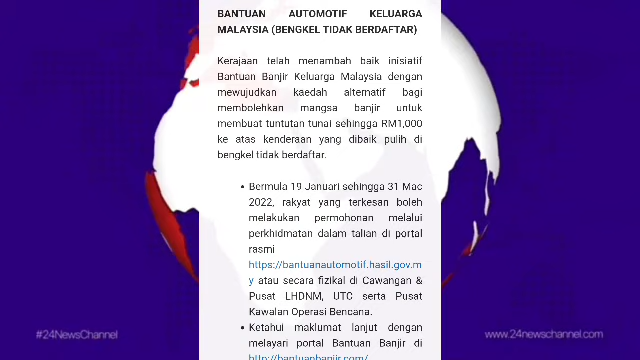 BANTUAN AUTOMOTIF KELUARGA
MALAYSIA (BENGKEL TIDAK BERDAFTAR)
Kerajaan telah menambah baik inisiatif
Bantuan Banjir Keluarga Malaysia dengan
mewujudkan kaedah alternatif bagi
membolehkan mangsa banjir untuk
membuat tuntutan tunai sehingga RM1,000
ke atas kenderaan yang dibaik pulih di
bengkel tidak berdaftar.
• Bermula 19 Januari sehingga 31 Mac
2022, rakyat yang terkesan boleh
melakukan permohonan melalui
perkhidmatan dalam talian di portal
rasmi
https://bantuanautomotif.hasil.gov.m
y atau secara fizikal di Cawangan &
Pusat LHDNM, UTC serta Pusat
Kawalan Operasi Bencana.
• Ketahui maklumat lanjut dengan
melayari portal Bantuan Banjir di
http://bantuanbanjir.com/
#24NewsChannel
www.24newschannel.com